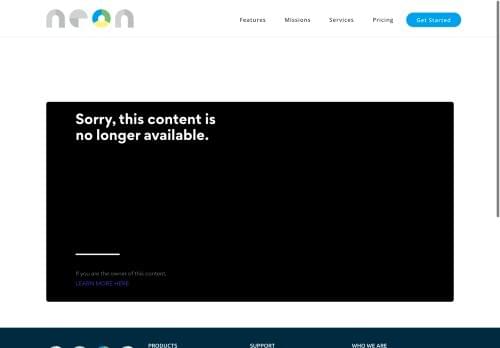 neon
Features Missions Services Pricing Get Started
Sorry, this content is
no longer available.
If you are the owner of this content,
LEARN MORE HERE
PRODUCTS SUPPORT WHO WE ARE